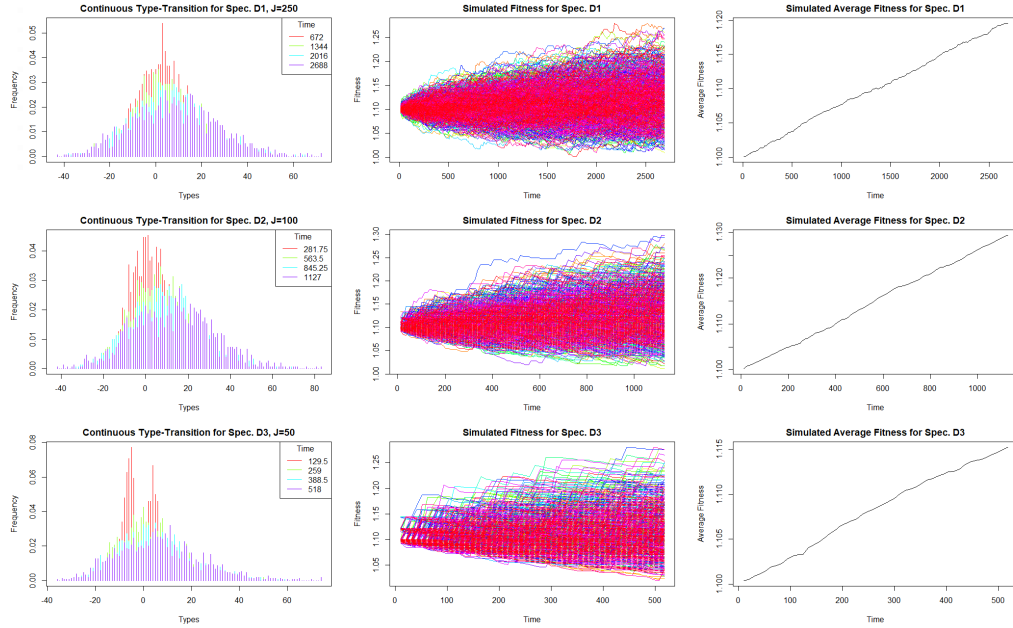 Continuous Type-Transition for Spec. D1, J=250
Frequency
0.00 0.01 0.02 0.03 0.04 0.05
Time
672
1344
2016
2688
-40 -20 0 20 40 60 80
Types
Simulated Fitness for Spec. D1
Fitness
1.00 1.05 1.10 1.15 1.20 1.25
0 500 1000 1500 2000 2500
Time
Simulated Average Fitness for Spec. D1
Average Fitness
1.100 1.105 1.110 1.115 1.120
0 500 1000 1500 2000 2500
Time
Continuous Type-Transition for Spec. D2, J=100
Frequency
0.00 0.01 0.02 0.03 0.04
Time
281.75
563.5
845.25
1127
-40 -20 0 20 40 60 80
Types
Simulated Fitness for Spec. D2
Fitness
1.00 1.05 1.10 1.15 1.20 1.25 1.30
0 200 400 600 800 1000
Time
Simulated Average Fitness for Spec. D2
Average Fitness
1.100 1.110 1.120 1.130
0 200 400 600 800 1000
Time
Continuous Type-Transition for Spec. D3, J=50
Frequency
0.00 0.02 0.04 0.06 0.08
Time
129.5
259
388.5
518
-40 -20 0 20 40 60
Types
Simulated Fitness for Spec. D3
Fitness
1.05 1.10 1.15 1.20 1.25
0 100 200 300 400 500
Time
Simulated Average Fitness for Spec. D3
Average Fitness
1.100 1.105 1.110 1.115
0 100 200 300 400 500
Time